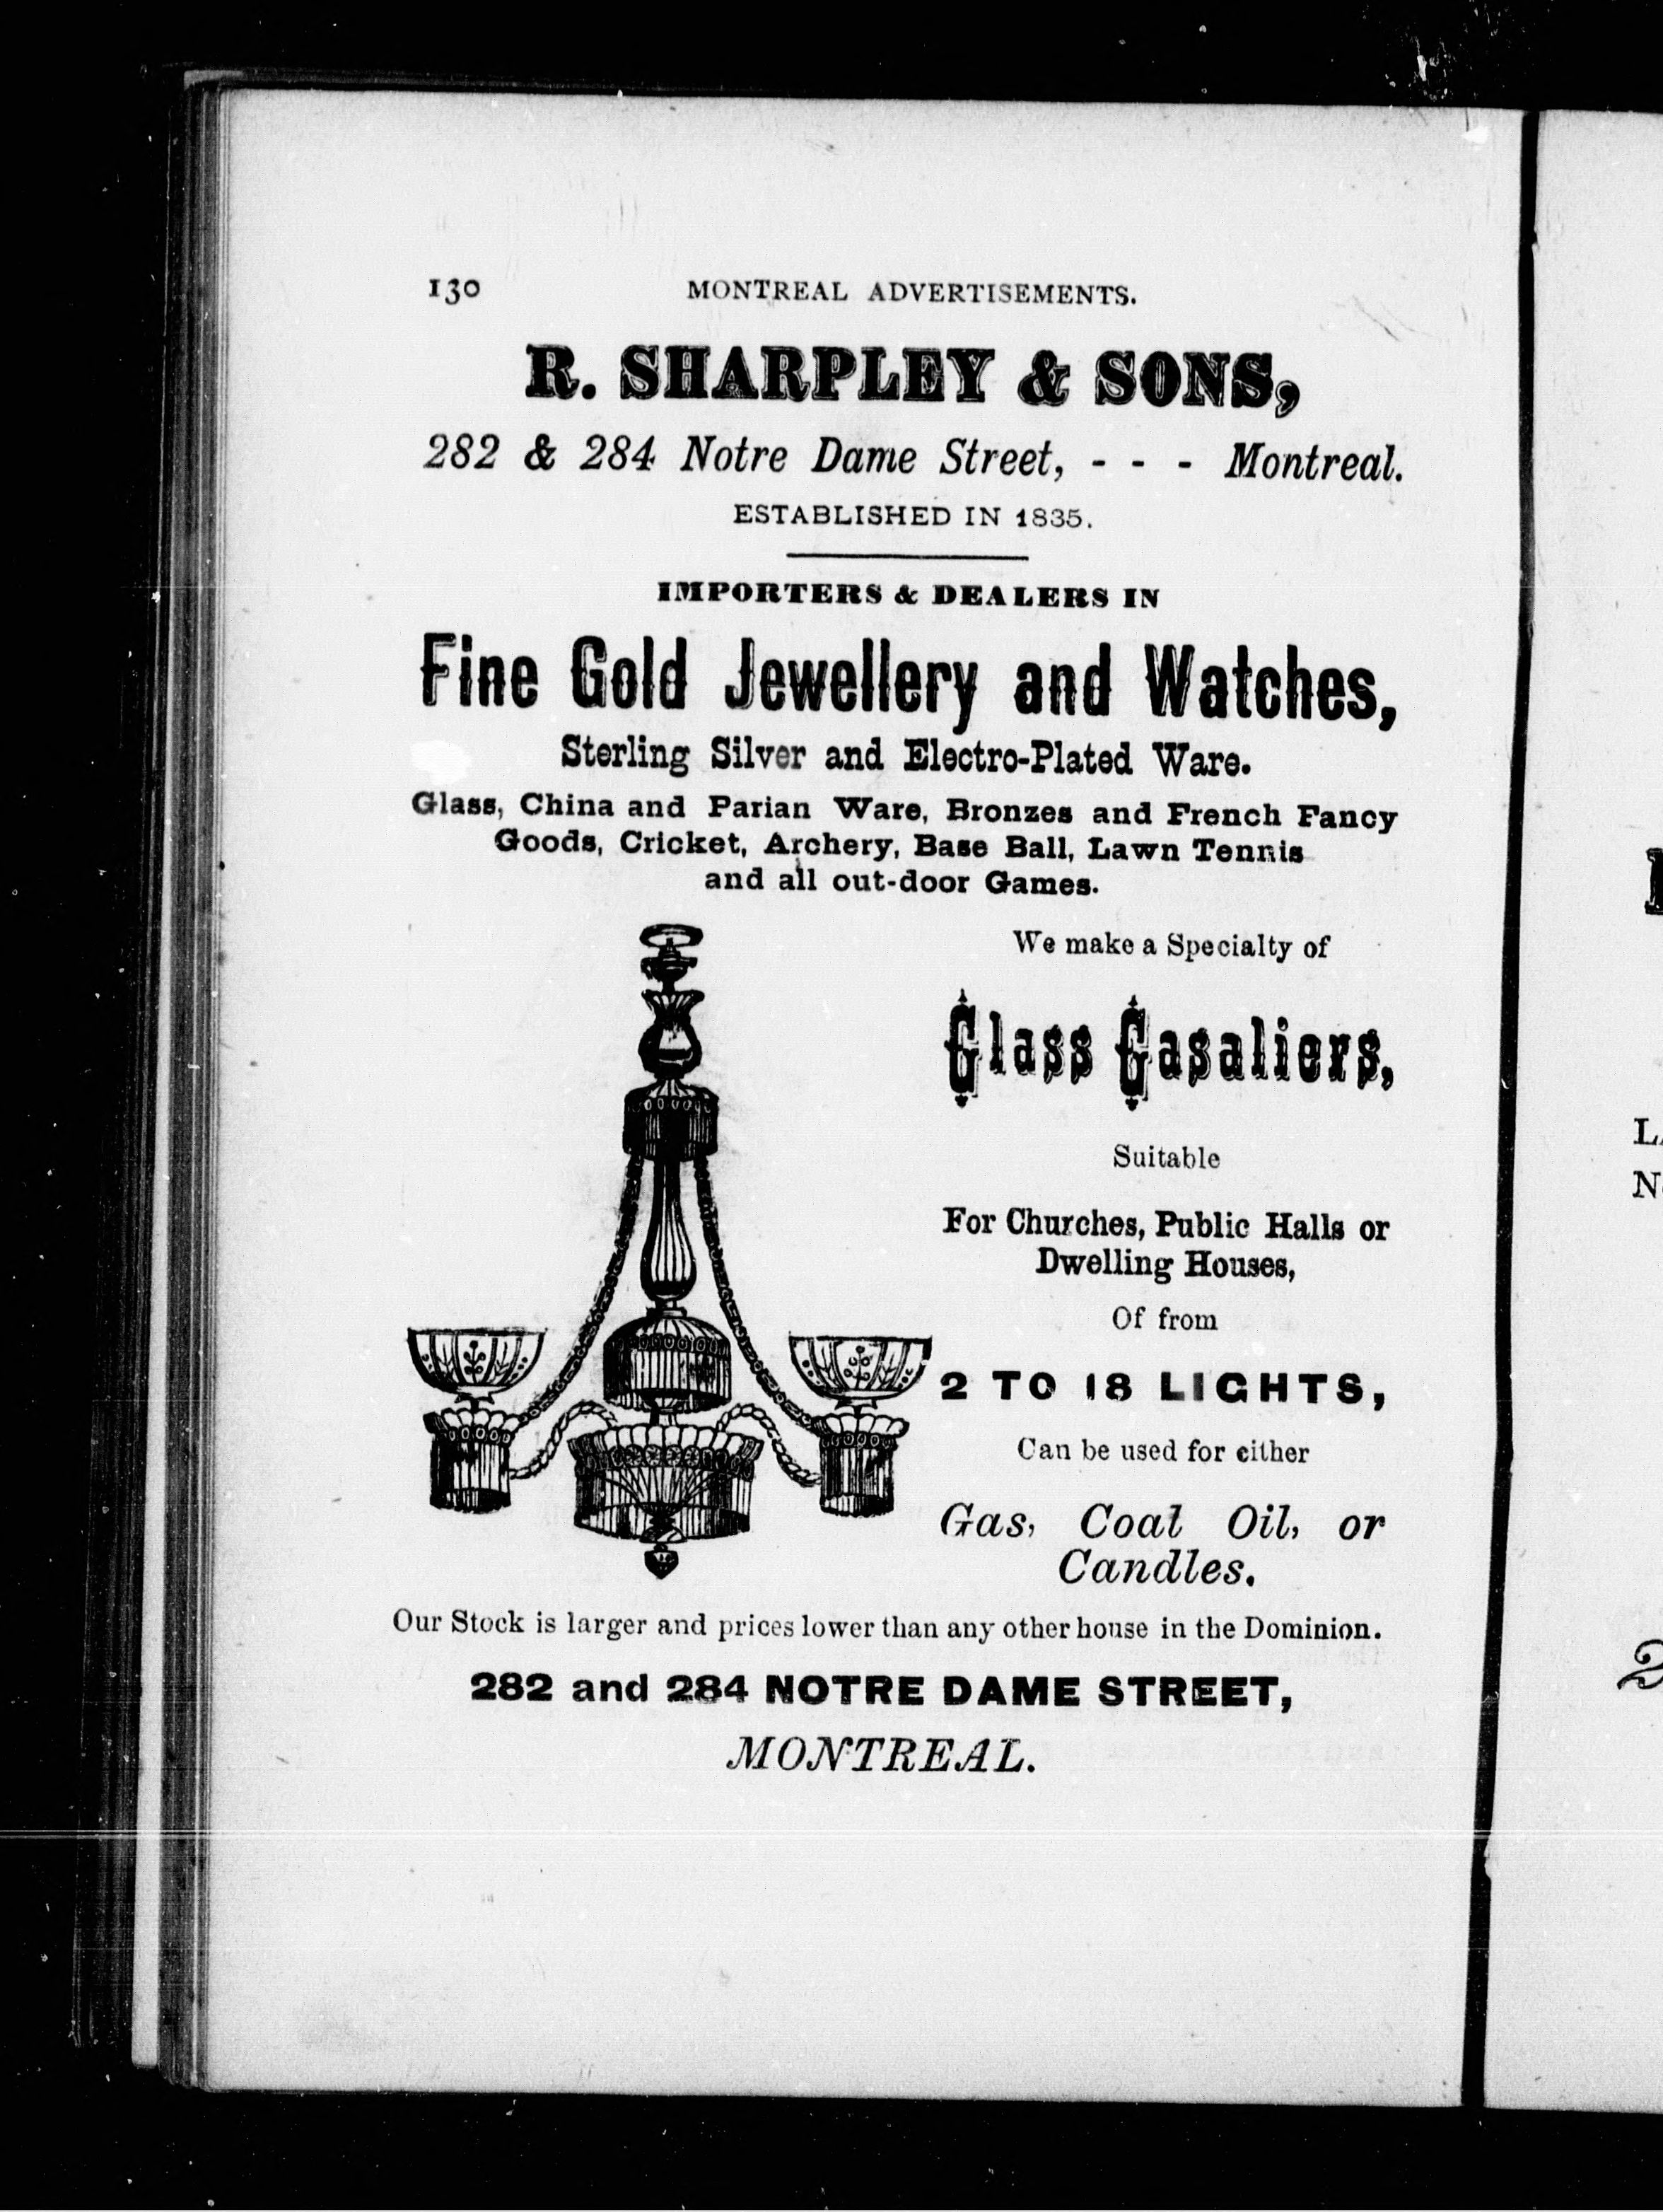 130 MONTREAL ADVERTISEMENTS.
R. SHARPLEY & SONS,
282 & 284 Notre Dame Street, - - - Montreal.
ESTABLISHED IN 1835.
IMPORTERS & DEALERS IN
Fine Gold Jewellery and Watches,
Sterling Silver and Electro-Plated Ware.
Glass, China and Parian Ware, Bronzes and French Fancy
Goods, Cricket, Archery, Base Ball, Lawn Tennis
and all out-door Games.
We make a Specialty of
Glass Gasaliers,
Suitable
For Churches, Public Halls or
Dwelling Houses,
Of from
2 TO 18 LIGHTS,
Can be used for either
Gas, Coal Oil, or
Candles.
Our Stock is larger and prices lower than any other house in the Dominion.
282 and 284 NOTRE DAME STREET,
MONTREAL.